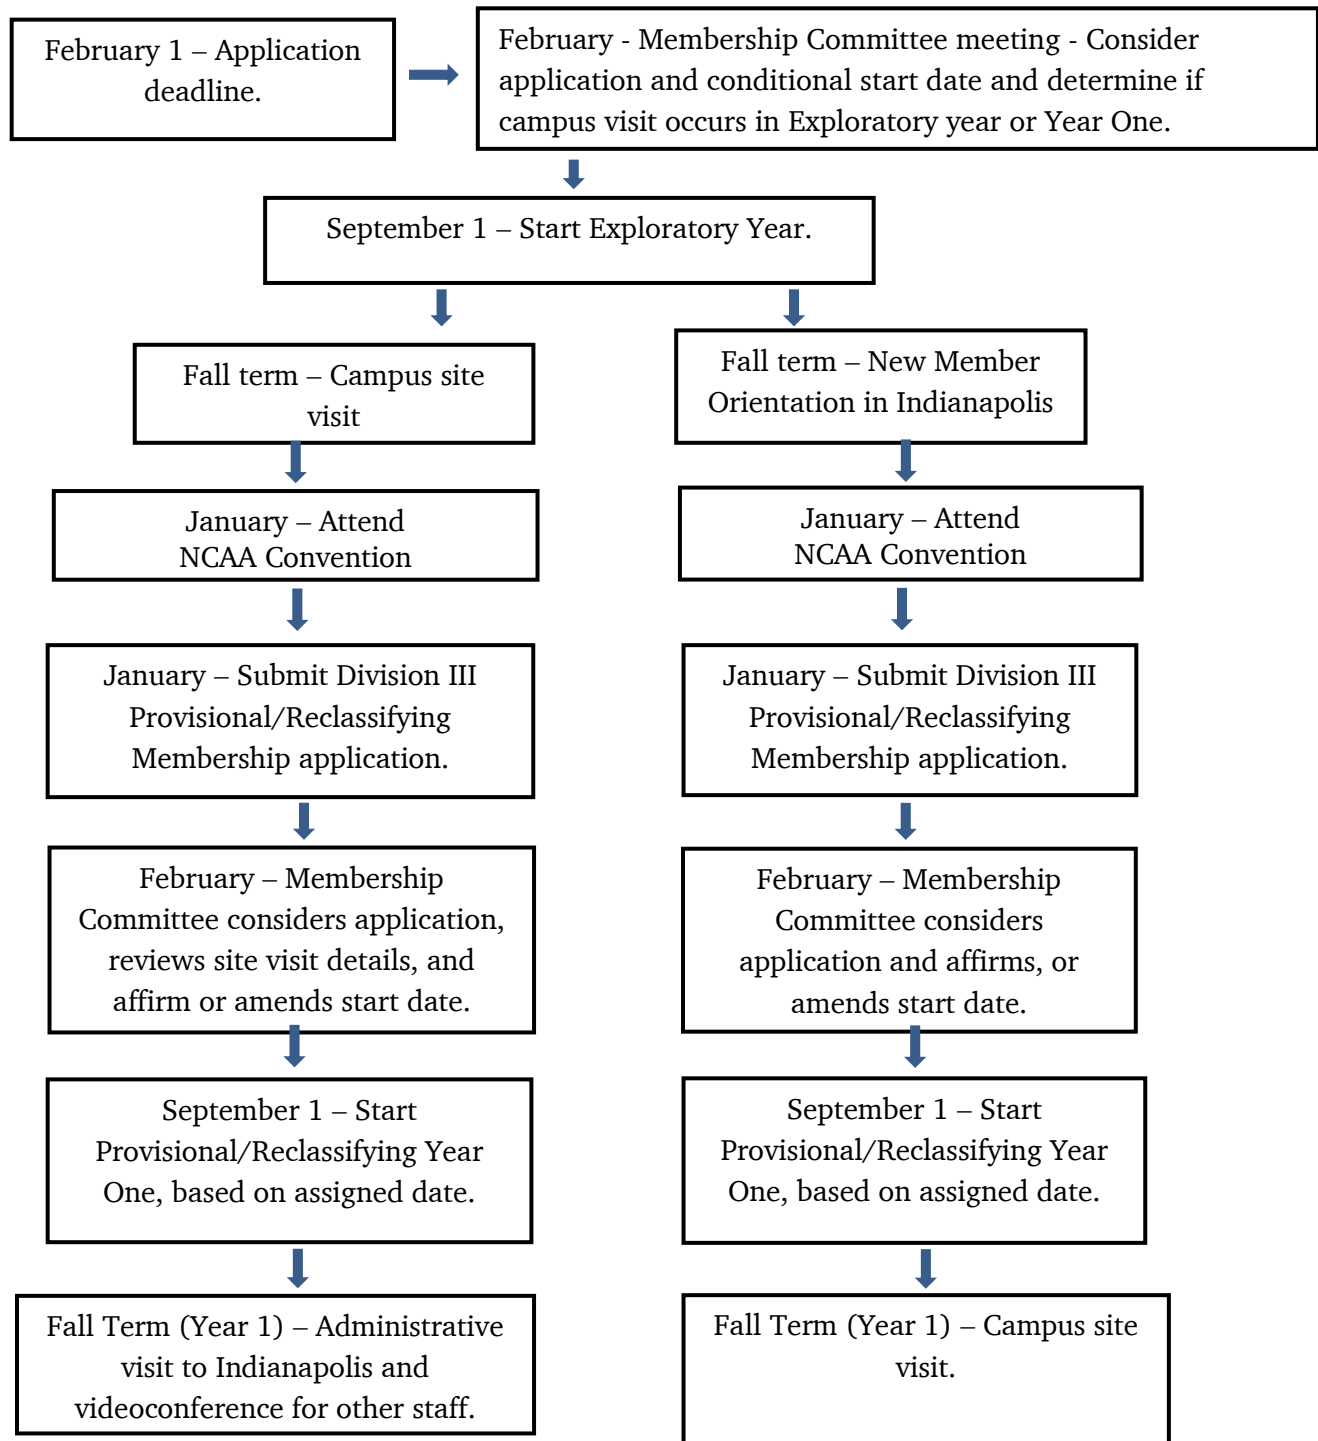 February 1 – Application
deadline.
February - Membership Committee meeting - Consider
application and conditional start date and determine if
campus visit occurs in Exploratory year or Year One.
September 1 – Start Exploratory Year.
Fall term – Campus site
visit
January – Attend
NCAA Convention
January – Submit Division III
Provisional/Reclassifying
Membership application.
February – Membership
Committee considers application,
reviews site visit details, and
affirm or amends start date.
September 1 – Start
Provisional/Reclassifying Year
One, based on assigned date.
Fall Term (Year 1) – Administrative
visit to Indianapolis and
videoconference for other staff.
Fall term – New Member
Orientation in Indianapolis
January – Attend
NCAA Convention
January – Submit Division III
Provisional/Reclassifying
Membership application.
February – Membership
Committee considers
application and affirms, or
amends start date.
September 1 – Start
Provisional/Reclassifying Year
One, based on assigned date.
Fall Term (Year 1) – Campus site
visit.